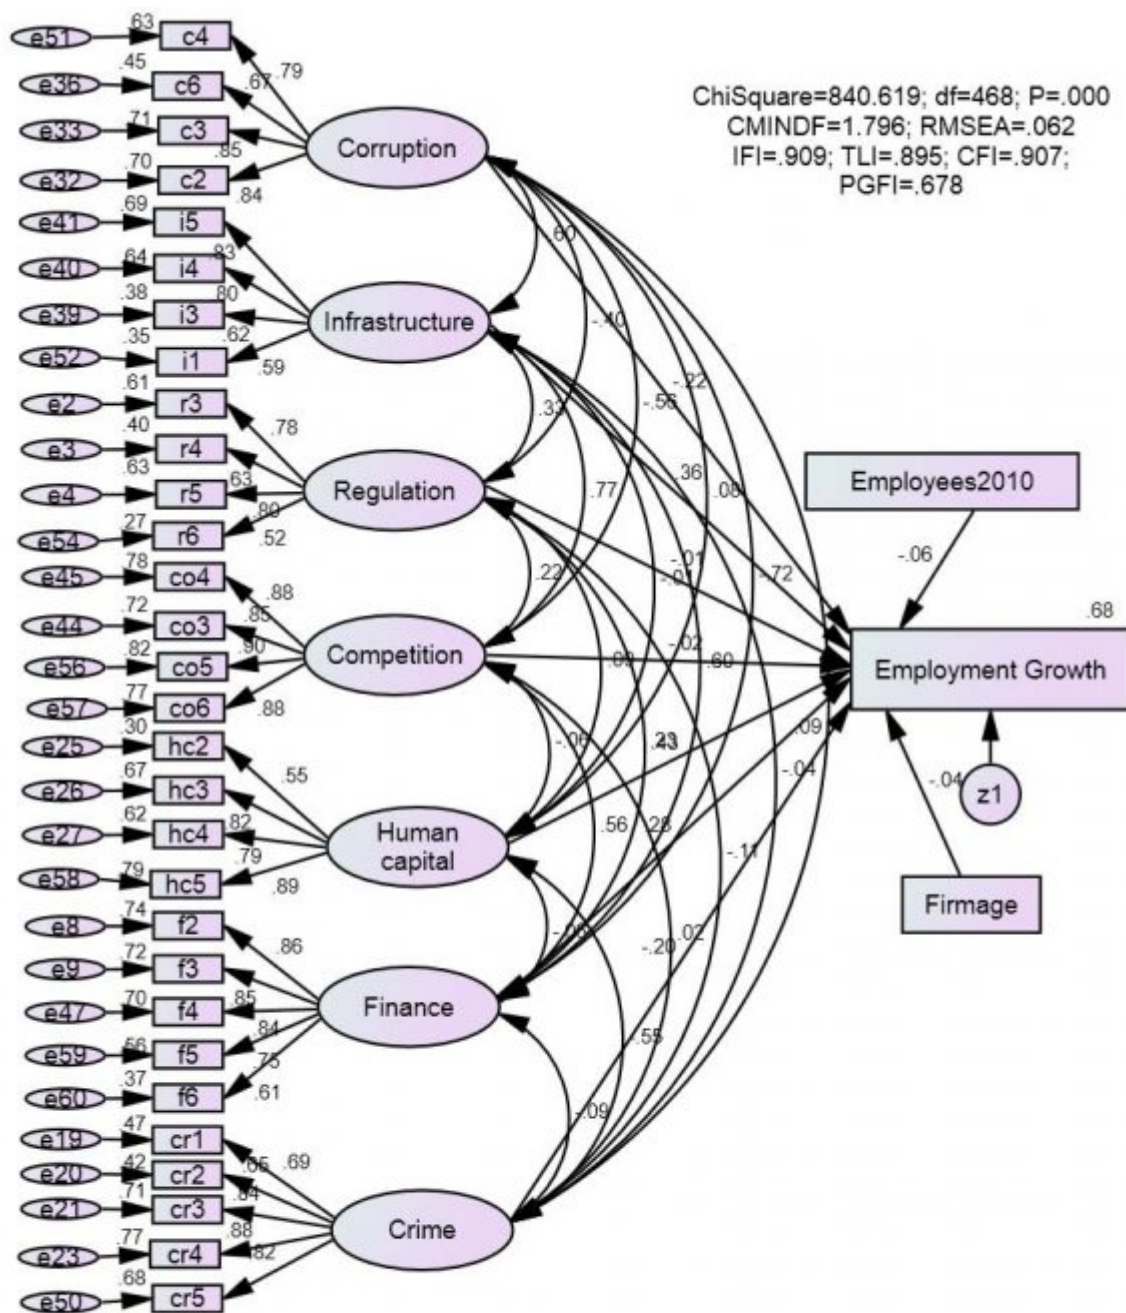 ChiSquare=840.619; df=468; P=.000
CMINDF=1.796; RMSEA=.062
IFI=.909; TLI=.895; CFI=.907;
PGFI=.678
e51 .63 c4 .79
e36 .45 c6 .67
e33 .71 c3 .85
e32 .70 c2 .84
Corruption
e41 .69 i5 .83
e40 .64 i4 .80
e39 .38 i3 .62
e52 .35 i1 .59
Infrastructure
e2 .61 r3 .78
e3 .40 r4 .63
e4 .63 r5 .80
e54 .27 r6 .52
Regulation
e45 .78 co4 .88
e44 .72 co3 .85
e56 .82 co5 .90
e57 .77 co6 .88
Competition
e25 .30 hc2 .55
e26 .67 hc3 .82
e27 .62 hc4 .79
e58 .79 hc5 .89
Human
capital
e8 .74 f2 .86
e9 .72 f3 .85
e47 .70 f4 .84
e59 .56 f5 .75
e60 .37 f6 .61
Finance
e19 .47 cr1 .69
e20 .42 cr2 .65
e21 .71 cr3 .84
e23 .77 cr4 .88
e50 .68 cr5 .82
Crime
.60
-.40
-.22
-.56
.33
.36
.08
.77
-.01
.22
-.72
-.02
.60
-.06
.23
.09
-.04
.56
.28
-.11
.02
-.20
.55
-.09
Employees2010
-.06
.68
Employment Growth
-.04
z1
Firmage